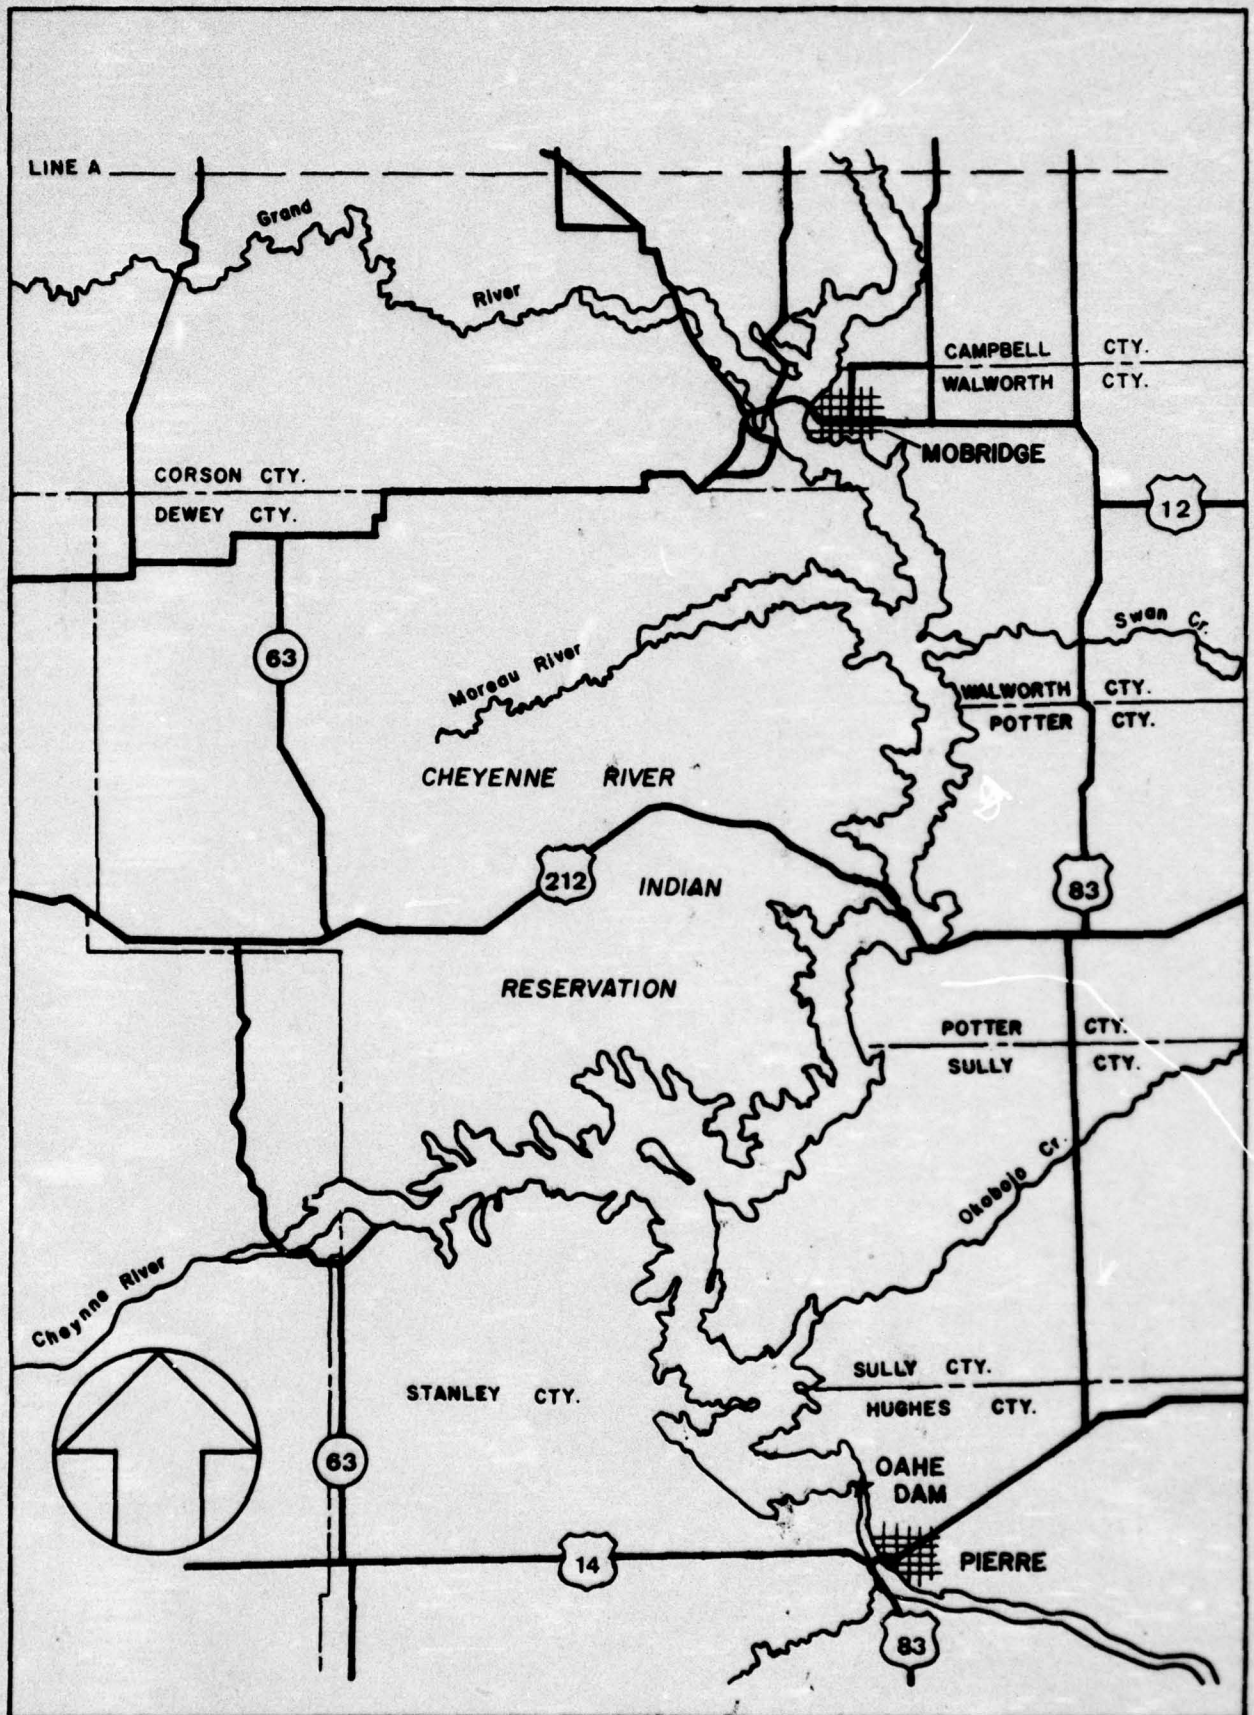 LINE A
Grand
River
CAMPBELL CTY.
WALWORTH CTY.
MOBRIDGE
CORSON CTY.
DEWEY CTY.
12
Swan Cr.
63
Moreau River
WALWORTH CTY.
POTTER CTY.
CHEYENNE RIVER
212
INDIAN
83
RESERVATION
POTTER CTY.
SULLY CTY.
Okobojo Cr.
Cheynne River
SULLY CTY.
STANLEY CTY.
HUGHES CTY.
63
OAHE
DAM
14
PIERRE
83